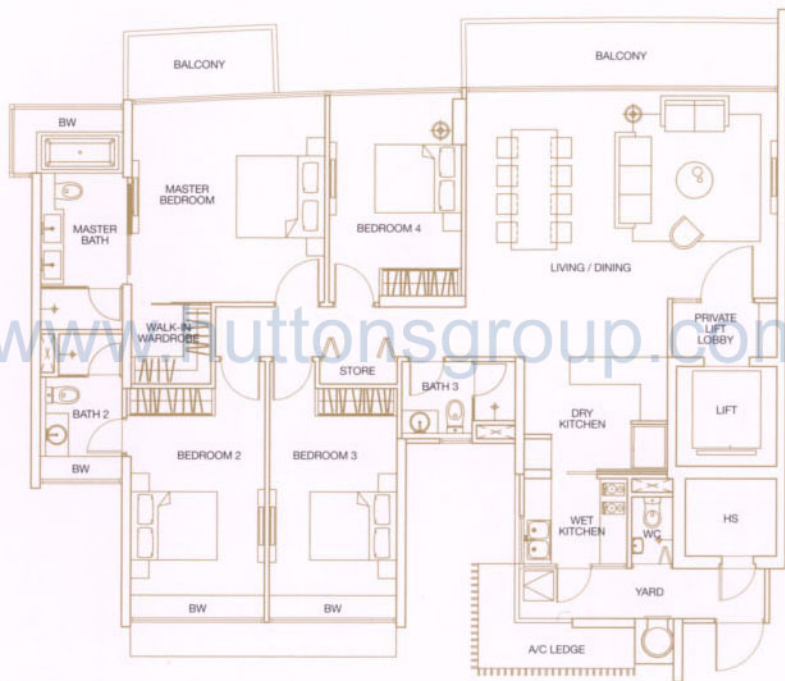 BALCONY
BALCONY
BW
MASTER
BEDROOM
MASTER
BATH
BEDROOM 4
LIVING / DINING
PRIVATE
LIFT
LOBBY
WALK-IN
WARDROBE
www.huttonsgroup.com
STORE
BATH 3
BATH 2
DRY
KITCHEN
LIFT
BW
BEDROOM 2
BEDROOM 3
WET
KITCHEN
WC
HS
BW
BW
YARD
A/C LEDGE